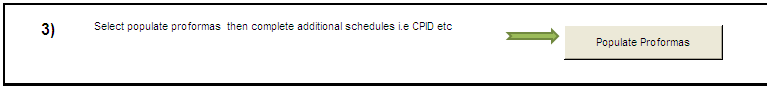 3) Select populate proformas then complete additional schedules i.e CPID etc
Populate Proformas